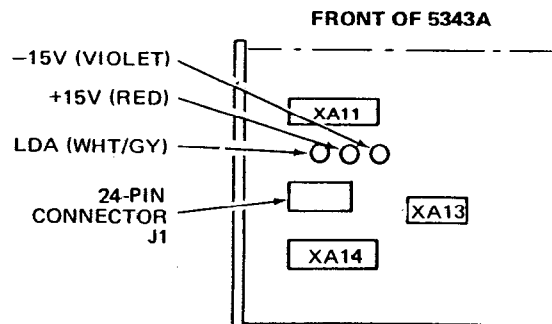 FRONT OF 5343A
−15V (VIOLET)
+15V (RED)
XA11
LDA (WHT/GY)
24-PIN
CONNECTOR
J1
XA13
XA14